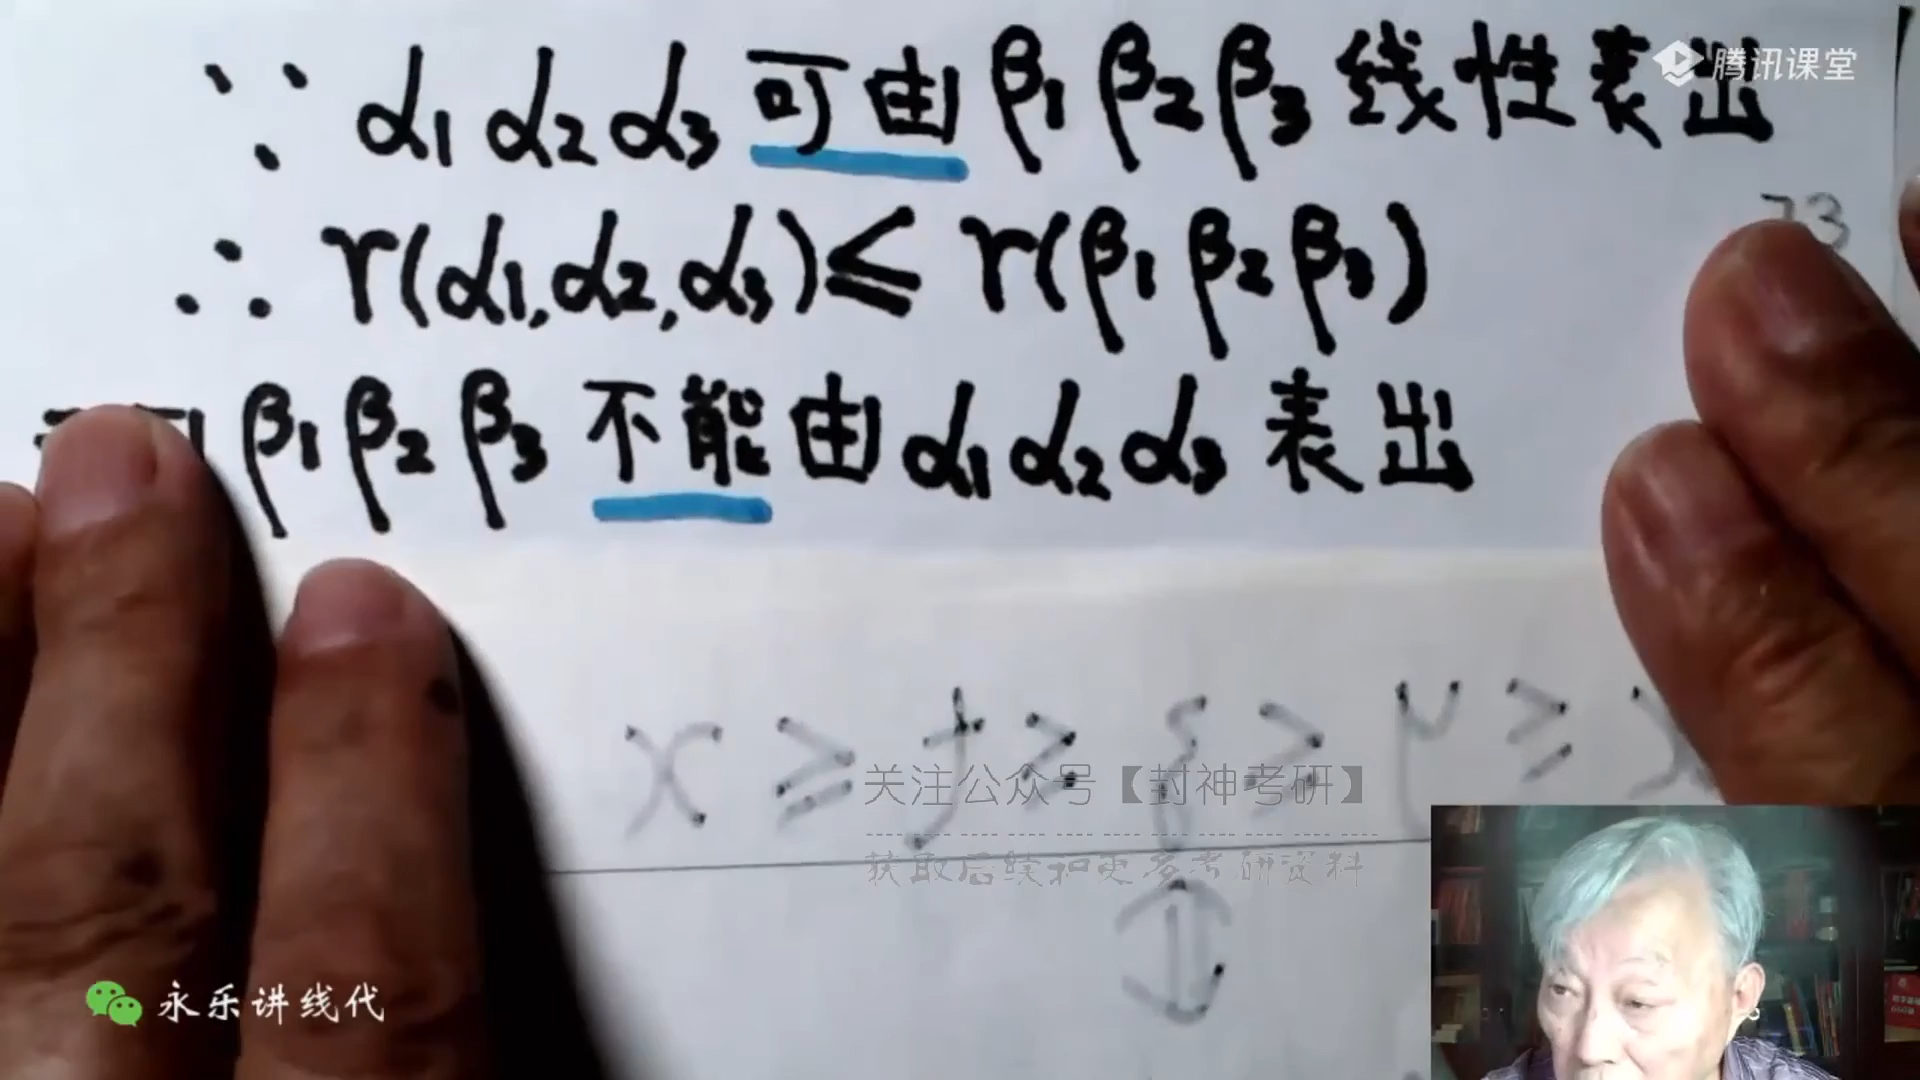 ∵ α1 α2 α3 可由 β1 β2 β3 线性表出
腾讯课堂
73
∴ r(α1,α2,α3)≤ r(β1 β2 β3)
β1 β2 β3 不能由 α1 α2 α3 表出
关注公众号【封神考研】
获取后续和更多考研资料
永乐讲线代